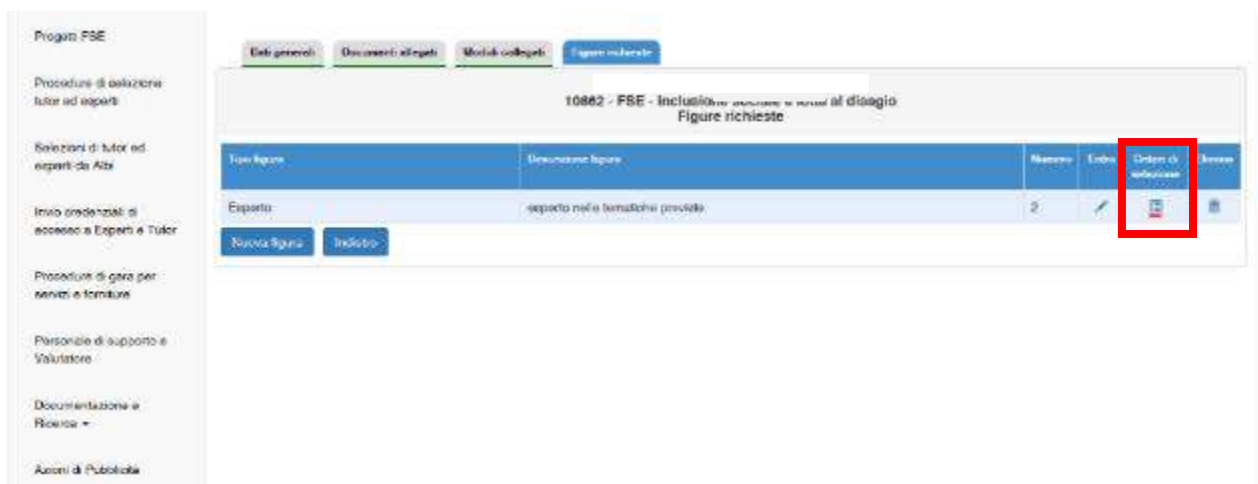 Progetti FSE
Procedure di selezione
tutor ed esperti
Selezioni di tutor ed
esperti da Albi
Invio credenziali di
accesso a Esperti e Tutor
Procedure di gara per
servizi e forniture
Personale di supporto e
Valutatore
Documentazione e
Ricerca
Azioni di Pubblicità
Dati generali Documenti allegati Moduli collegati Figure richieste
10862 - FSE - Inclusione sociale e lotta al disagio
Figure richieste
Tipo figura Descrizione figura Numero Entra Criteri di Elimina
selezione
Esperto esperto nelle tematiche previste 2
Nuova figura Indietro